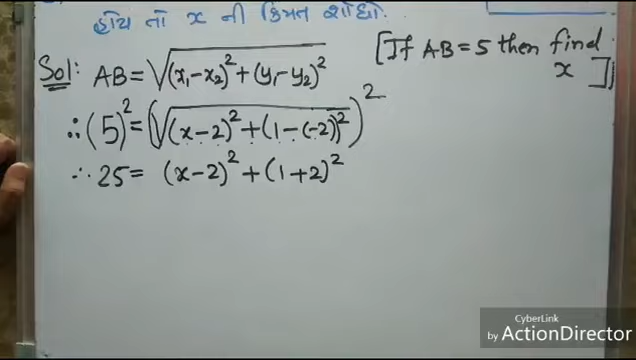 હોય તો x ની કિંમત શોધો.
[If AB=5 then find x]
Sol: AB=√(x₁-x₂)²+(y₁-y₂)²
∴(5)²=(√(x-2)²+(1-(-2)²)²
∴25=(x-2)²+(1+2)²
CyberLink
by ActionDirector